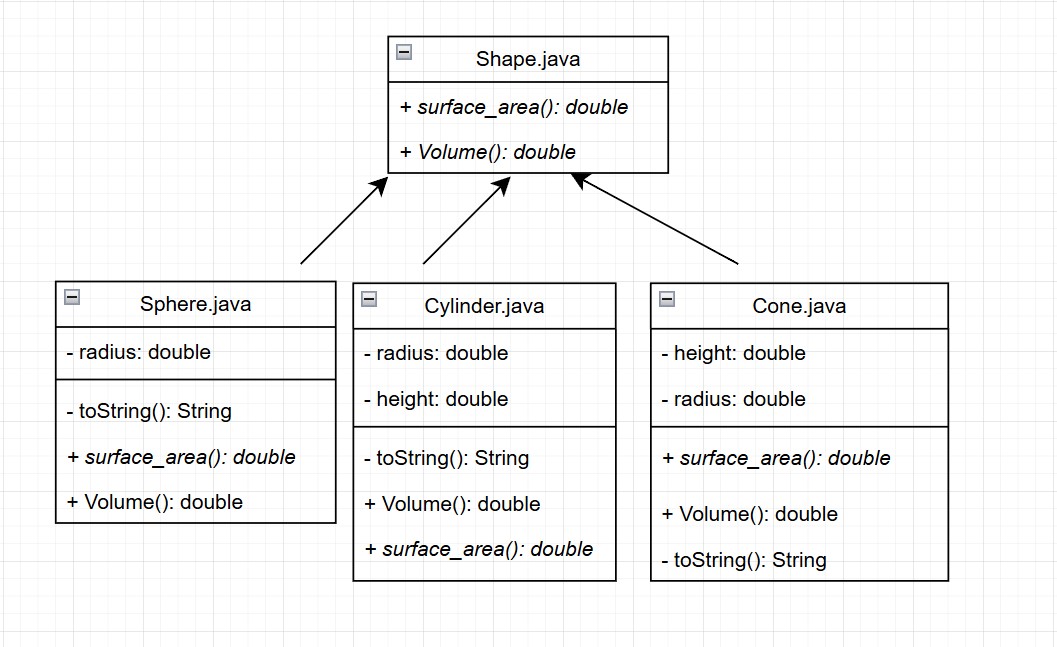 Shape.java
+ surface_area(): double
+ Volume(): double
Sphere.java
- radius: double
- toString(): String
+ surface_area(): double
+ Volume(): double
Cylinder.java
- radius: double
- height: double
- toString(): String
+ Volume(): double
+ surface_area(): double
Cone.java
- height: double
- radius: double
+ surface_area(): double
+ Volume(): double
- toString(): String